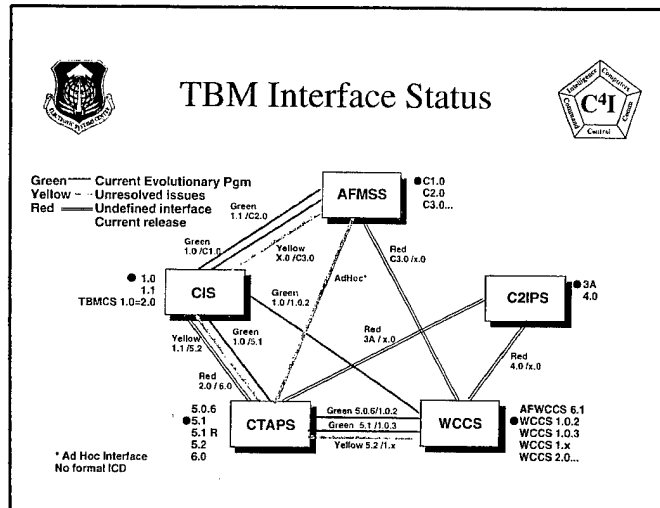 TBM Interface Status
ELECTRONIC SYSTEMS CENTER
Intelligence
Computers
Command
Control
Comm
C4I
Green Current Evolutionary Pgm
Yellow Unresolved issues
Red Undefined interface
Current release
AFMSS
● C1.0
C2.0
C3.0...
Green
1.1 /C2.0
Green
1.0 /C1.0
Yellow
X.0 /C3.0
Red
C3.0 /x.0
AdHoc*
● 1.0
1.1
TBMCS 1.0=2.0
CIS
Green
1.0 /1.0.2
C2IPS
● 3A
4.0
Yellow
1.1 /5.2
Green
1.0 /5.1
Red
3A / x.0
Red
4.0 /x.0
Red
2.0 / 6.0
5.0.6
● 5.1
5.1 R
5.2
6.0
CTAPS
Green 5.0.6/1.0.2
Green 5.1 /1.0.3
Yellow 5.2 /1.x
WCCS
AFWCCS 6.1
● WCCS 1.0.2
WCCS 1.0.3
WCCS 1.x
WCCS 2.0...
* Ad Hoc Interface
No formal ICD